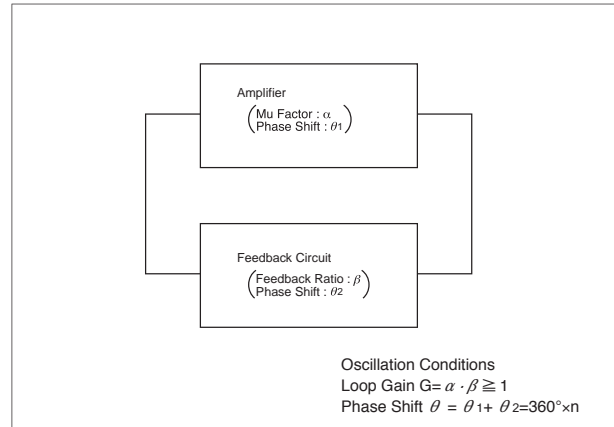 Amplifier
(Mu Factor : α
Phase Shift : θ1)
Feedback Circuit
(Feedback Ratio : β
Phase Shift : θ2)
Oscillation Conditions
Loop Gain G= α · β ≧ 1
Phase Shift θ = θ1+ θ2=360°×n